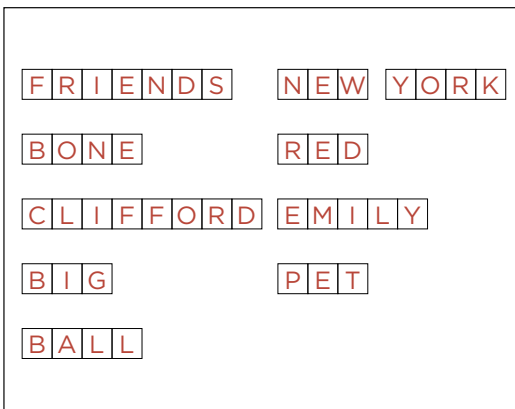 FRIENDS
BONE
CLIFFORD
BIG
BALL
NEW YORK
RED
EMILY
PET